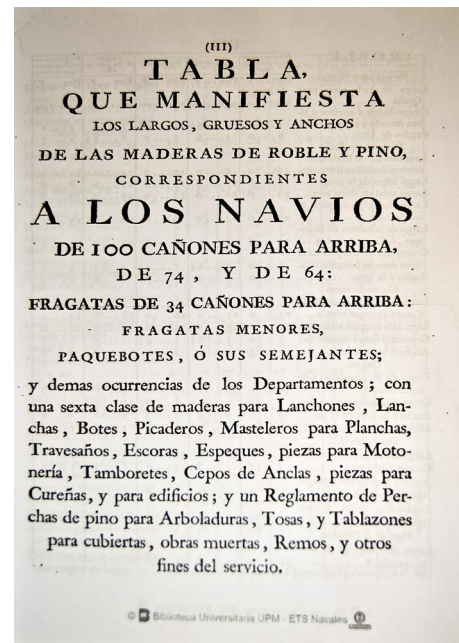 (III)
TABLA,
QUE MANIFIESTA
LOS LARGOS, GRUESOS Y ANCHOS
DE LAS MADERAS DE ROBLE Y PINO,
CORRESPONDIENTES
A LOS NAVIOS
DE 100 CAÑONES PARA ARRIBA,
DE 74, Y DE 64:
FRAGATAS DE 34 CAÑONES PARA ARRIBA:
FRAGATAS MENORES,
PAQUEBOTES, Ó SUS SEMEJANTES;
y demas ocurrencias de los Departamentos; con
una sexta clase de maderas para Lanchones, Lan-
chas, Botes, Picaderos, Masteleros para Planchas,
Travesaños, Escoras, Espeques, piezas para Moto-
nería, Tamboretes, Cepos de Anclas, piezas para
Cureñas, y para edificios; y un Reglamento de Per-
chas de pino para Arboladuras, Tosas, y Tablazones
para cubiertas, obras muertas, Remos, y otros
fines del servicio.
© Biblioteca Universitaria UPM - ETS Navales